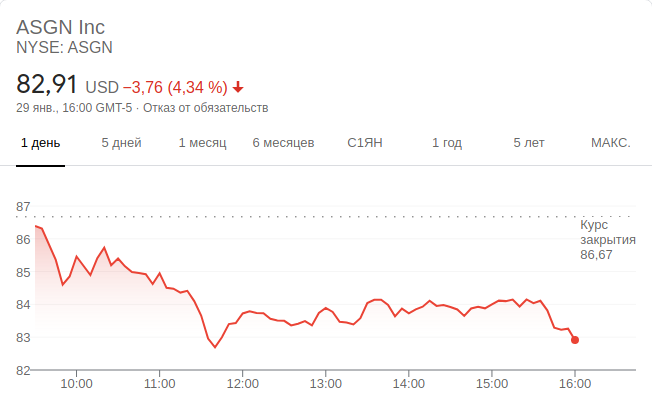 ASGN Inc
NYSE: ASGN
82,91 USD −3,76 (4,34 %)
29 янв., 16:00 GMT-5 · Отказ от обязательств
1 день 5 дней 1 месяц 6 месяцев С1ЯН 1 год 5 лет МАКС.
87
Курс
закрытия
86,67
86
85
84
83
82
10:00 11:00 12:00 13:00 14:00 15:00 16:00